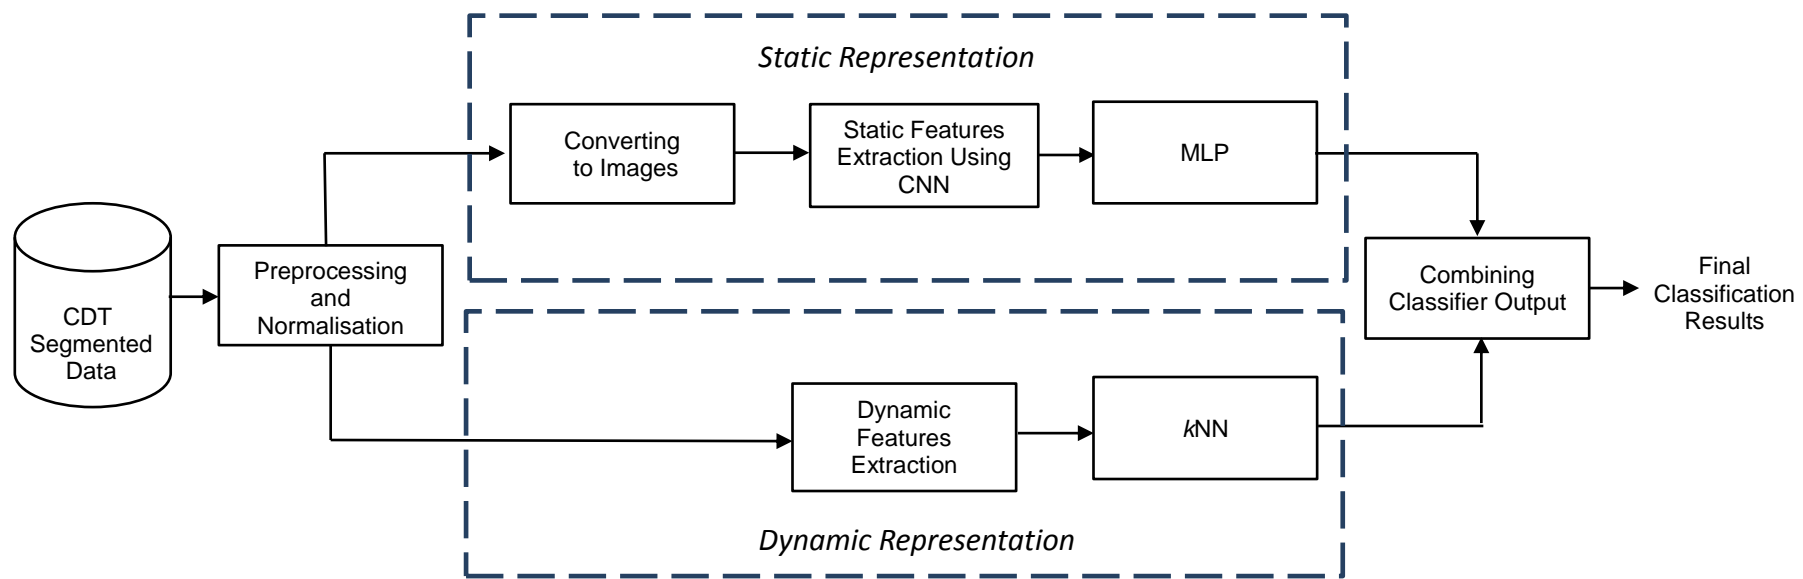 Static Representation
Converting
to Images
Static Features
Extraction Using
CNN
MLP
CDT
Segmented
Data
Preprocessing
and
Normalisation
Combining
Classifier Output
Final
Classification
Results
Dynamic
Features
Extraction
kNN
Dynamic Representation